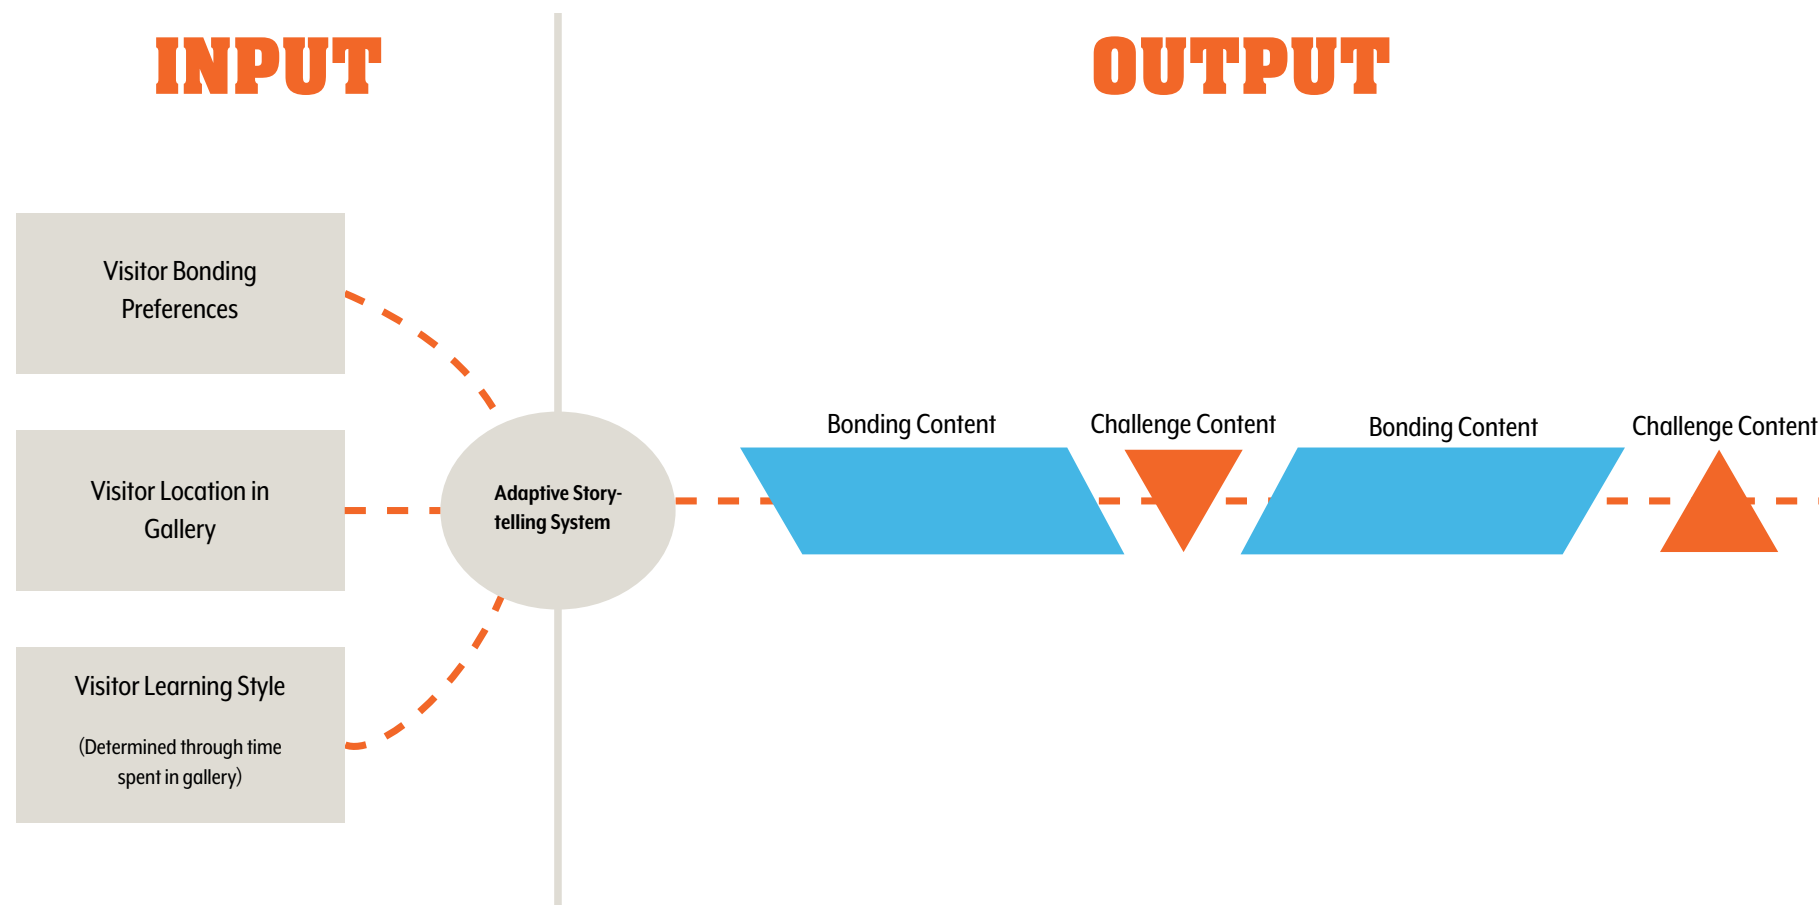 INPUT
OUTPUT
Visitor Bonding
Preferences
Visitor Location in
Gallery
Visitor Learning Style
(Determined through time
spent in gallery)
Adaptive Story-
telling System
Bonding Content
Challenge Content
Bonding Content
Challenge Content